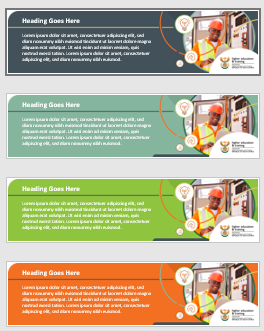 Heading Goes Here
Lorem ipsum dolor sit amet, consectetuer adipiscing elit, sed
diam nonummy nibh euismod tincidunt ut laoreet dolore magna
aliquam erat volutpat. Ut wisi enim ad minim veniam, quis
nostrud exerci tation. Lorem ipsum dolor sit amet, consectetuer
adipiscing elit, sed diam nonummy nibh euismod.
higher education
& training
Heading Goes Here
Lorem ipsum dolor sit amet, consectetuer adipiscing elit, sed
diam nonummy nibh euismod tincidunt ut laoreet dolore magna
aliquam erat volutpat. Ut wisi enim ad minim veniam, quis
nostrud exerci tation. Lorem ipsum dolor sit amet, consectetuer
adipiscing elit, sed diam nonummy nibh euismod.
higher education
& training
Heading Goes Here
Lorem ipsum dolor sit amet, consectetuer adipiscing elit, sed
diam nonummy nibh euismod tincidunt ut laoreet dolore magna
aliquam erat volutpat. Ut wisi enim ad minim veniam, quis
nostrud exerci tation. Lorem ipsum dolor sit amet, consectetuer
adipiscing elit, sed diam nonummy nibh euismod.
higher education
& training
Heading Goes Here
Lorem ipsum dolor sit amet, consectetuer adipiscing elit, sed
diam nonummy nibh euismod tincidunt ut laoreet dolore magna
aliquam erat volutpat. Ut wisi enim ad minim veniam, quis
nostrud exerci tation. Lorem ipsum dolor sit amet, consectetuer
adipiscing elit, sed diam nonummy nibh euismod.
higher education
& training